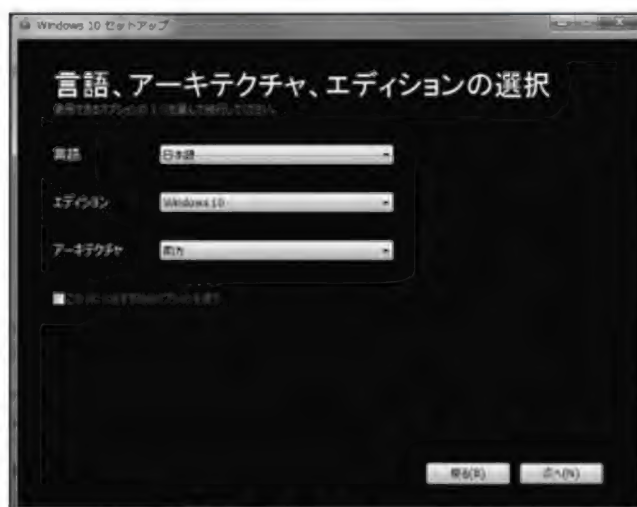 Windows 10 セットアップ
言語、アーキテクチャ、エディションの選択
言語
日本語
エディション
Windows 10
アーキテクチャ
両方
戻る(B)
次へ(N)